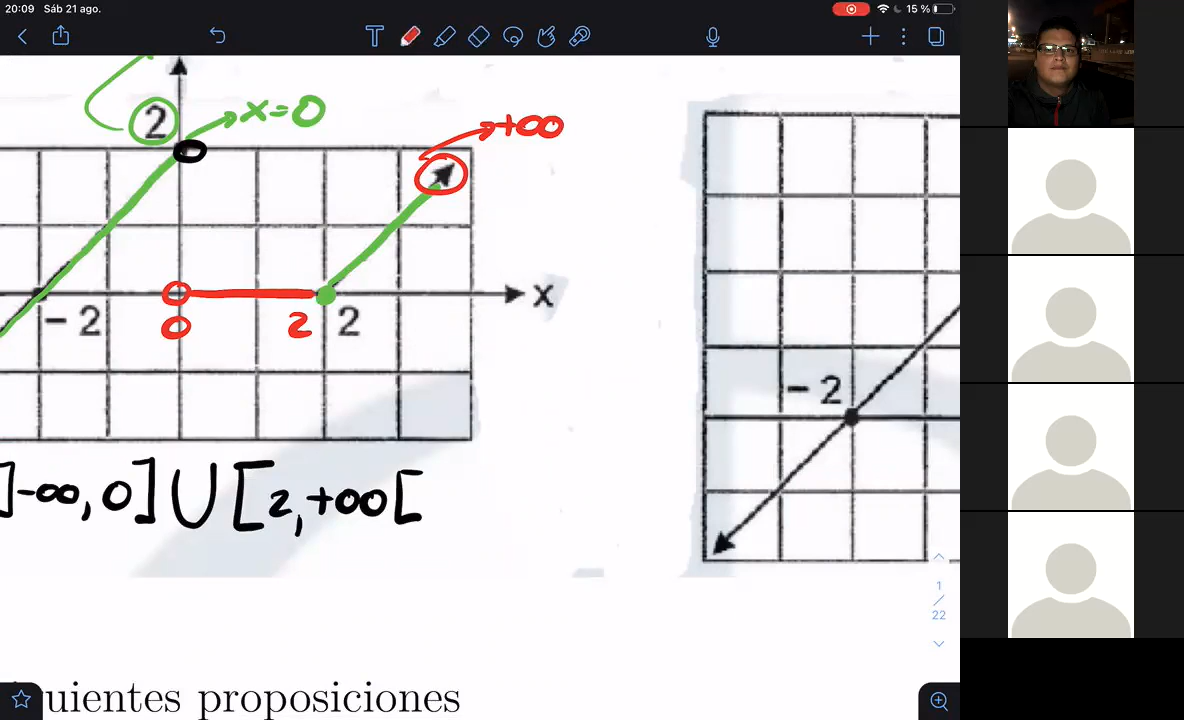 20:09 Sáb 21 ago. 15 %
T
2 x=0
+∞
x
-2 0 2 2
-2
]-∞, 0] ∪ [2, +∞[
1
/
22
uientes proposiciones